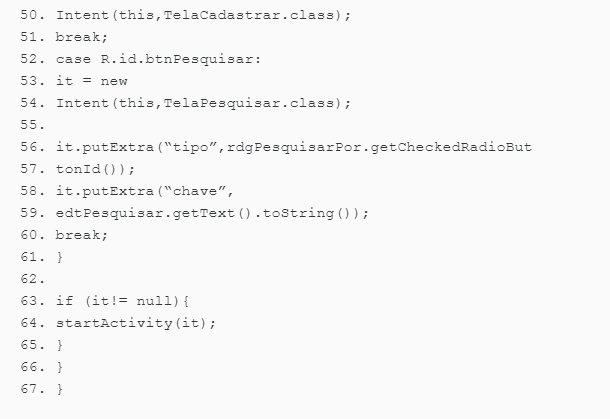 50. Intent(this,TelaCadastrar.class);
51. break;
52. case R.id.btnPesquisar:
53. it = new
54. Intent(this,TelaPesquisar.class);
55.
56. it.putExtra(“tipo”,rdgPesquisarPor.getCheckedRadioBut
57. tonId());
58. it.putExtra(“chave”,
59. edtPesquisar.getText().toString());
60. break;
61. }
62.
63. if (it!= null){
64. startActivity(it);
65. }
66. }
67. }